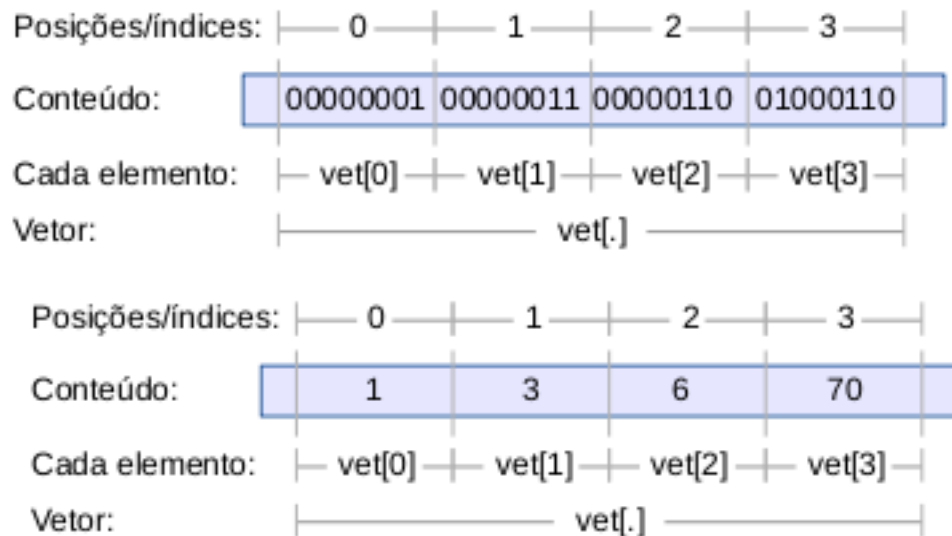 Posições/índices: 0 1 2 3
Conteúdo: 00000001 00000011 00000110 01000110
Cada elemento: vet[0] vet[1] vet[2] vet[3]
Vetor: vet[.]
Posições/índices: 0 1 2 3
Conteúdo: 1 3 6 70
Cada elemento: vet[0] vet[1] vet[2] vet[3]
Vetor: vet[.]